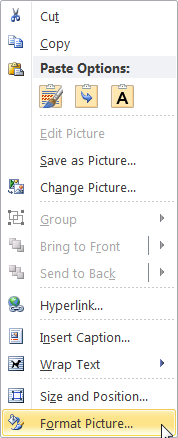 Cut
Copy
Paste Options:
A
Edit Picture
Save as Picture...
Change Picture...
Group
Bring to Front
Send to Back
Hyperlink...
Insert Caption...
Wrap Text
Size and Position...
Format Picture...